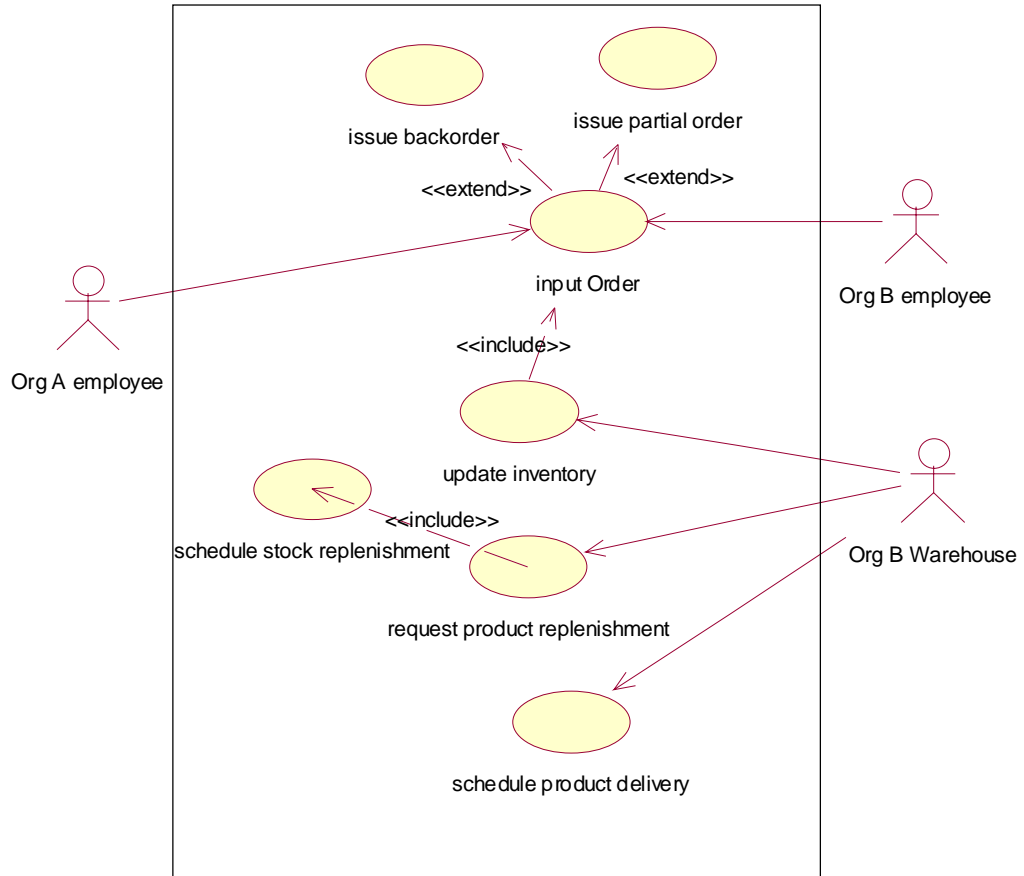 issue backorder
issue partial order
<<extend>>
<<extend>>
input Order
Org B employee
<<include>>
Org A employee
update inventory
<<include>>
schedule stock replenishment
Org B Warehouse
request product replenishment
schedule product delivery